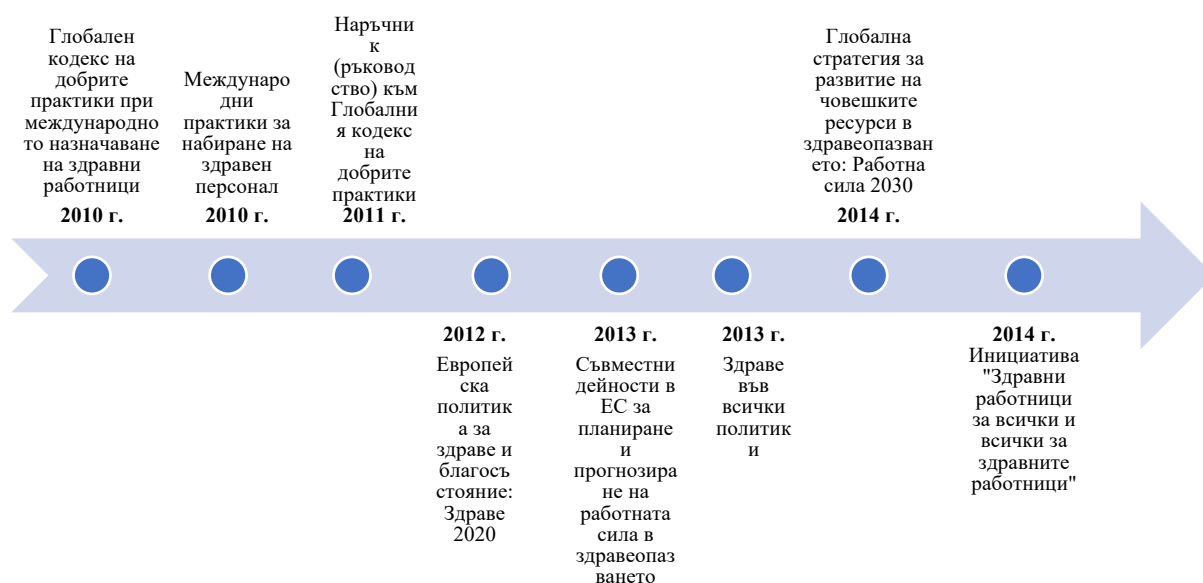 Глобален
кодекс на
добрите
практики при
международно
то назначаване
на здравни
работници
2010 г.
Международ
дни
практики за
набиране на
здравен
персонал
2010 г.
Наръчни
к
(ръковод
ство) към
Глобални
я кодекс
на
добрите
практики
2011 г.
2012 г.
Европей
ска
политик
а за
здраве и
благосъ
стояние:
Здраве
2020
2013 г.
Съвместни
дейности в
ЕС за
планиране
и
прогнозира
не на
работната
сила в
здравеопаз
ването
2013 г.
Здраве
във
всички
политик
и
Глобална
стратегия за
развитие на
човешките
ресурси в
здравеопазван
ето: Работна
сила 2030
2014 г.
2014 г.
Инициатива
"Здравни
работници
за всички и
всички за
здравните
работници"